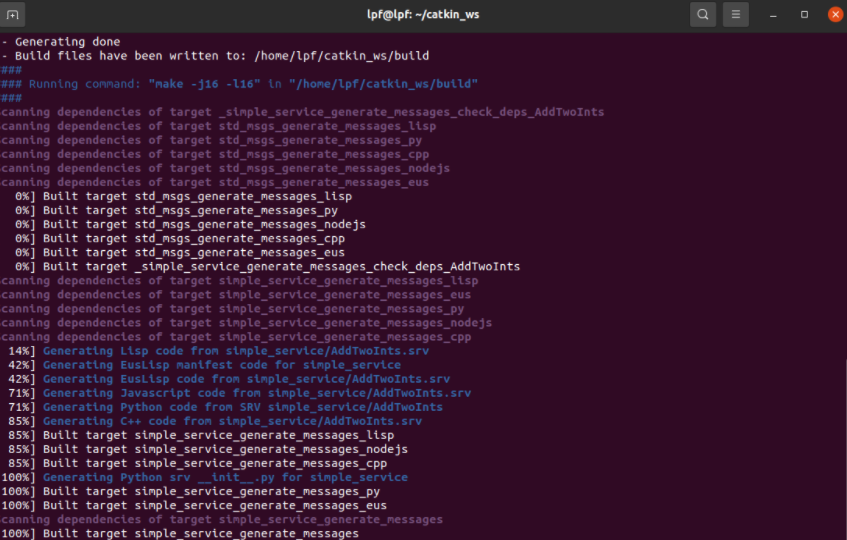 lpf@lpf: ~/catkin_ws
- Generating done
- Build files have been written to: /home/lpf/catkin_ws/build
###
### Running command: "make -j16 -l16" in "/home/lpf/catkin_ws/build"
###
canning dependencies of target _simple_service_generate_messages_check_deps_AddTwoInts
canning dependencies of target std_msgs_generate_messages_lisp
canning dependencies of target std_msgs_generate_messages_py
canning dependencies of target std_msgs_generate_messages_cpp
canning dependencies of target std_msgs_generate_messages_nodejs
canning dependencies of target std_msgs_generate_messages_eus
0%] Built target std_msgs_generate_messages_lisp
0%] Built target std_msgs_generate_messages_py
0%] Built target std_msgs_generate_messages_nodejs
0%] Built target std_msgs_generate_messages_cpp
0%] Built target std_msgs_generate_messages_eus
0%] Built target _simple_service_generate_messages_check_deps_AddTwoInts
canning dependencies of target simple_service_generate_messages_lisp
canning dependencies of target simple_service_generate_messages_eus
canning dependencies of target simple_service_generate_messages_py
canning dependencies of target simple_service_generate_messages_nodejs
canning dependencies of target simple_service_generate_messages_cpp
14%] Generating Lisp code from simple_service/AddTwoInts.srv
42%] Generating EusLisp manifest code for simple_service
42%] Generating EusLisp code from simple_service/AddTwoInts.srv
71%] Generating Javascript code from simple_service/AddTwoInts.srv
71%] Generating Python code from SRV simple_service/AddTwoInts
85%] Generating C++ code from simple_service/AddTwoInts.srv
85%] Built target simple_service_generate_messages_lisp
85%] Built target simple_service_generate_messages_nodejs
85%] Built target simple_service_generate_messages_cpp
100%] Generating Python srv __init__.py for simple_service
100%] Built target simple_service_generate_messages_py
100%] Built target simple_service_generate_messages_eus
canning dependencies of target simple_service_generate_messages
100%] Built target simple_service_generate_messages